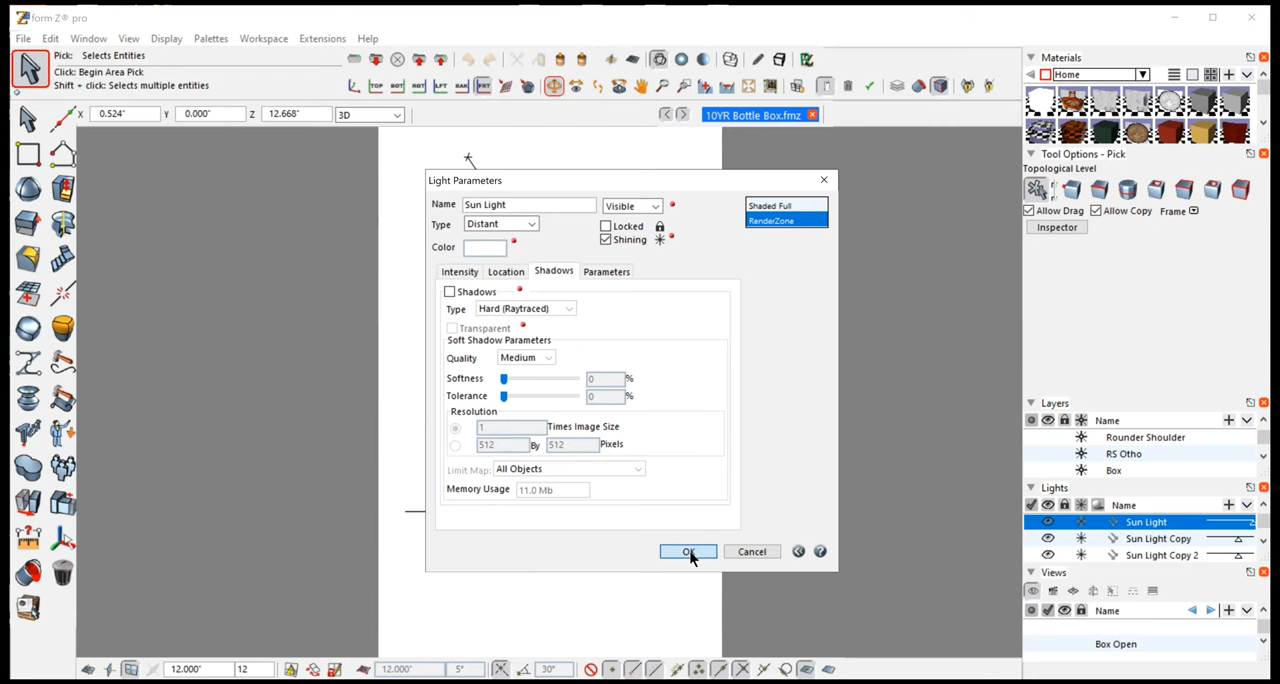 form·Z® pro
File Edit Window View Display Palettes Workspace Extensions Help
Pick: Selects Entities
Click: Begin Area Pick
Shift + click: Selects multiple entities
TOP BOT RGT LFT BAK FRT
X 0.524" Y 0.000" Z 12.668" 3D
10YR Bottle Box.fmz
Light Parameters
Name Sun Light Visible
Type Distant
Locked
Shining
Color
Shaded Full
RenderZone
Intensity Location Shadows Parameters
Shadows
Type Hard (Raytraced)
Transparent
Soft Shadow Parameters
Quality Medium
Softness 0 %
Tolerance 0 %
Resolution
1 Times Image Size
512 By 512 Pixels
Limit Map: All Objects
Memory Usage 11.0 Mb
OK Cancel
Materials
Home
Tool Options - Pick
Topological Level
Allow Drag Allow Copy Frame
Inspector
Layers
Name
Rounder Shoulder
RS Otho
Box
Lights
Name
Sun Light
Sun Light Copy
Sun Light Copy 2
Views
Name
Box Open
12.000" 12 12.000" 5° 30°